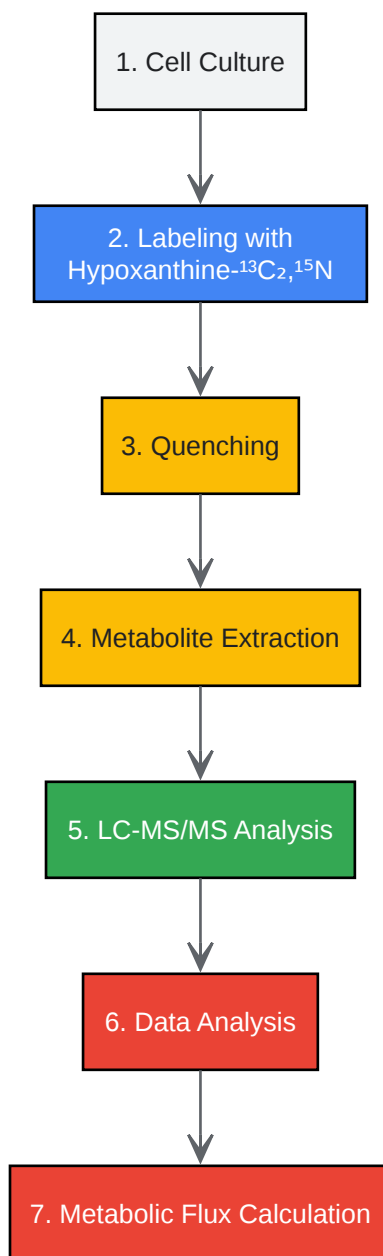 1. Cell Culture
2. Labeling with
Hypoxanthine-¹³C₂,¹⁵N
3. Quenching
4. Metabolite Extraction
5. LC-MS/MS Analysis
6. Data Analysis
7. Metabolic Flux Calculation